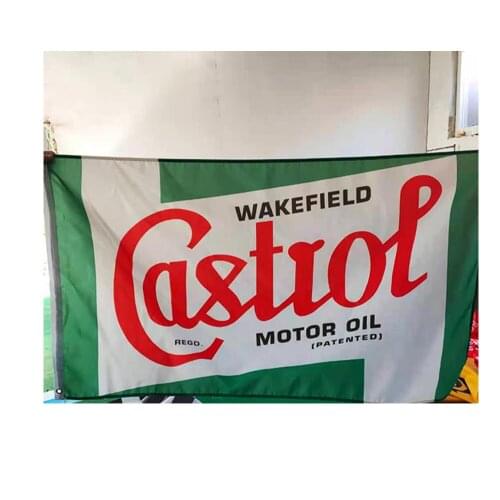 WAKEFIELD
Castrol
REGD. MOTOR OIL
(PATENTED)